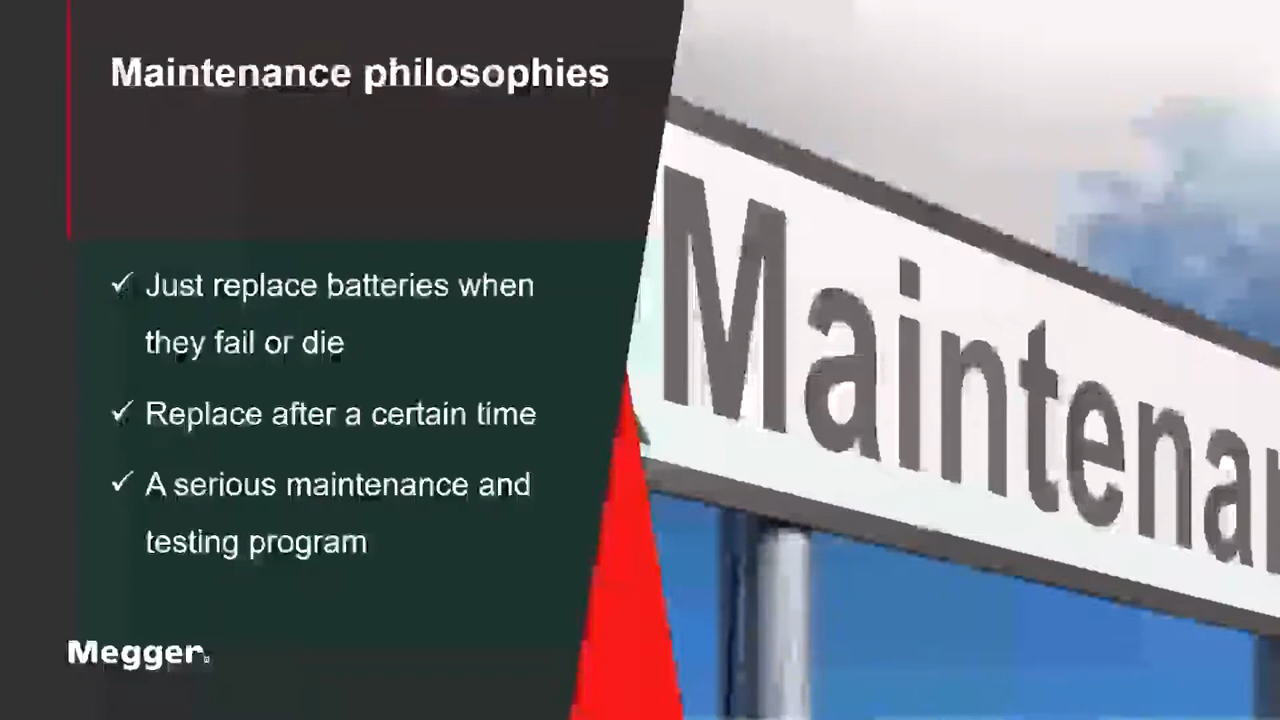 Maintenance philosophies
✓ Just replace batteries when
they fail or die
✓ Replace after a certain time
✓ A serious maintenance and
testing program
Megger
Maintenan